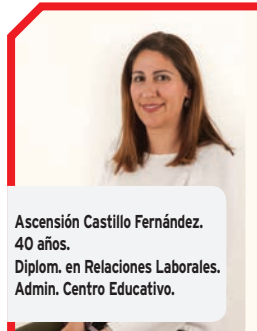 Ascensión Castillo Fernández.
40 años.
Diplom. en Relaciones Laborales.
Admin. Centro Educativo.